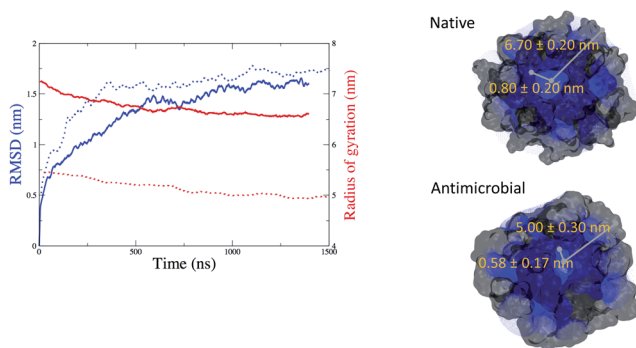 Native
2
8
6.70 ± 0.20 nm
1.5
7
0.80 ± 0.20 nm
RMSD (nm)
1
6
Radius of gyration (nm)
Antimicrobial
0.5
5
5.00 ± 0.30 nm
0.58 ± 0.17 nm
0
4
0 500 1000 1500
Time (ns)